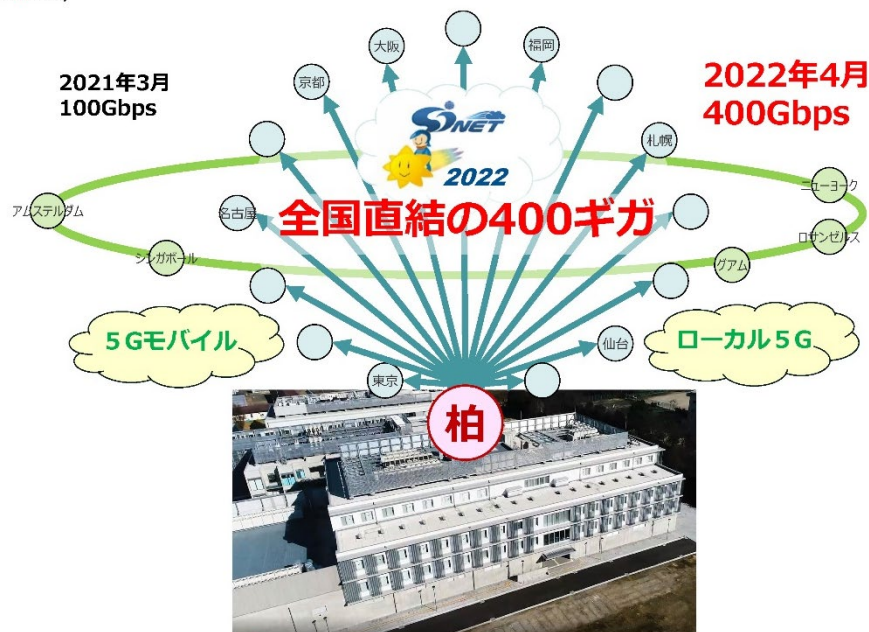 大阪
福岡
2021年3月
100Gbps
京都
2022年4月
400Gbps
SINET
札幌
2022
ニューヨーク
アムステルダム
名古屋
全国直結の400ギガ
ロサンゼルス
シンガポール
グアム
5Gモバイル
ローカル5G
仙台
東京
柏